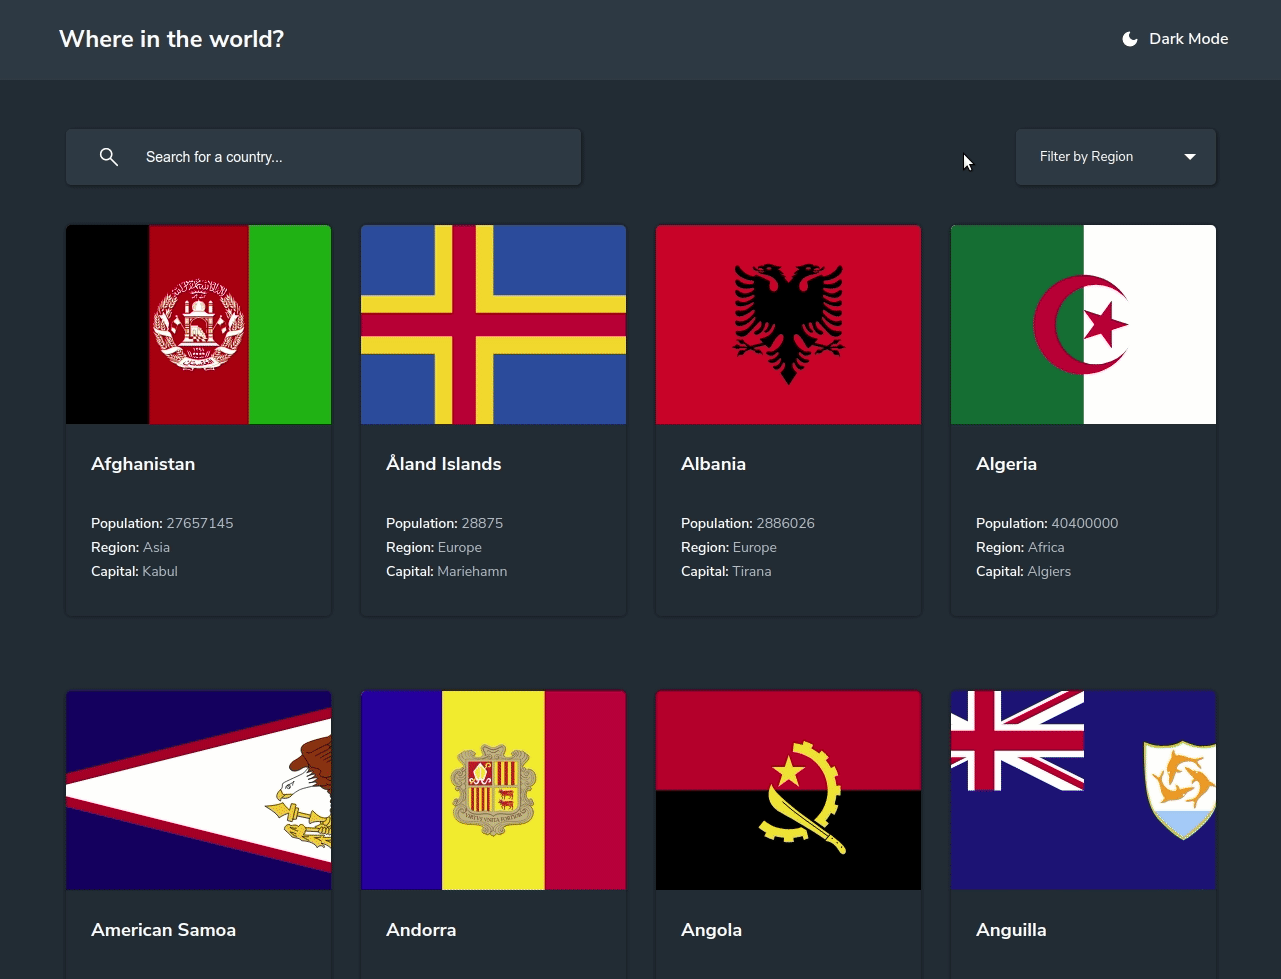 Where in the world?
Dark Mode
Search for a country...
Filter by Region
Afghanistan
Population: 27657145
Region: Asia
Capital: Kabul
Åland Islands
Population: 28875
Region: Europe
Capital: Mariehamn
Albania
Population: 2886026
Region: Europe
Capital: Tirana
Algeria
Population: 40400000
Region: Africa
Capital: Algiers
American Samoa
Andorra
Angola
Anguilla